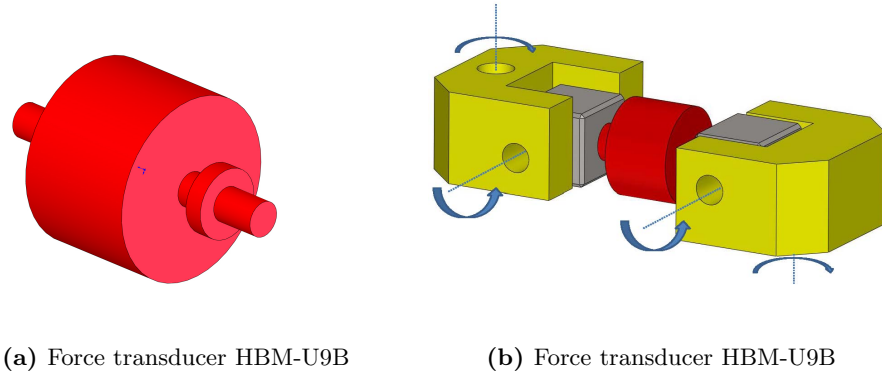 (a) Force transducer HBM-U9B
(b) Force transducer HBM-U9B